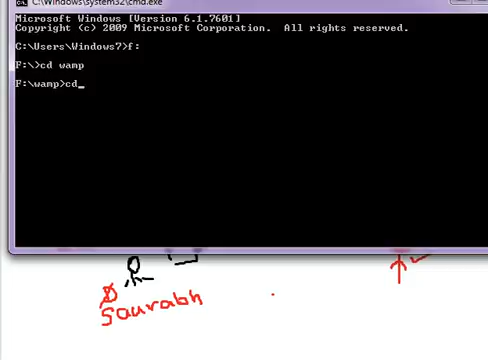 C:\Windows\system32\cmd.exe
Microsoft Windows [Version 6.1.7601]
Copyright (c) 2009 Microsoft Corporation. All rights reserved.
C:\Users\Windows7>f:
F:\>cd wamp
F:\wamp>cd_
Saurabh